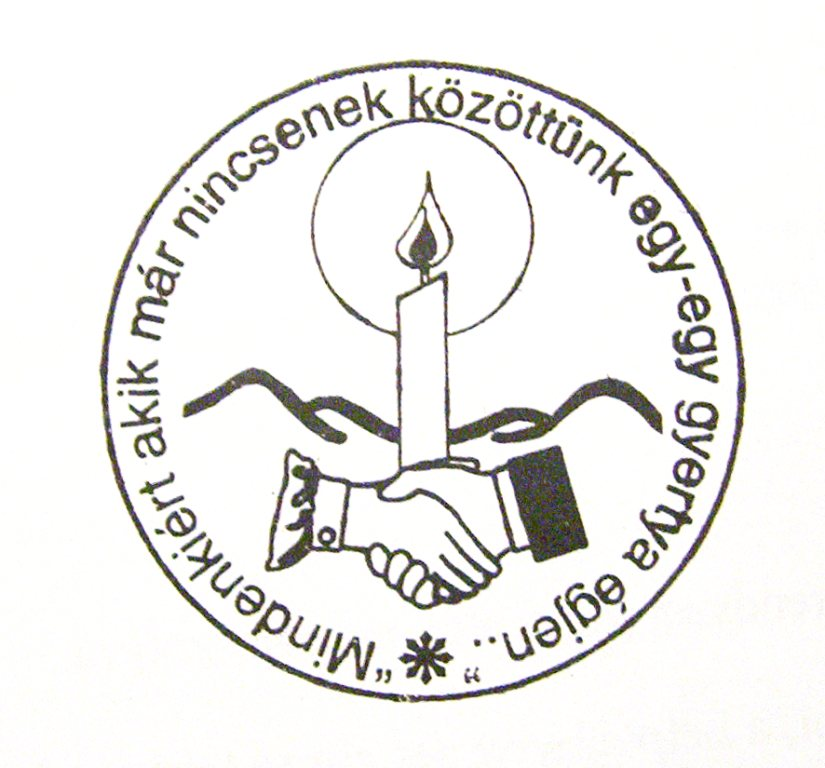 „Mindenkiért akik már nincsenek közöttünk egy-egy gyertya égjen..”